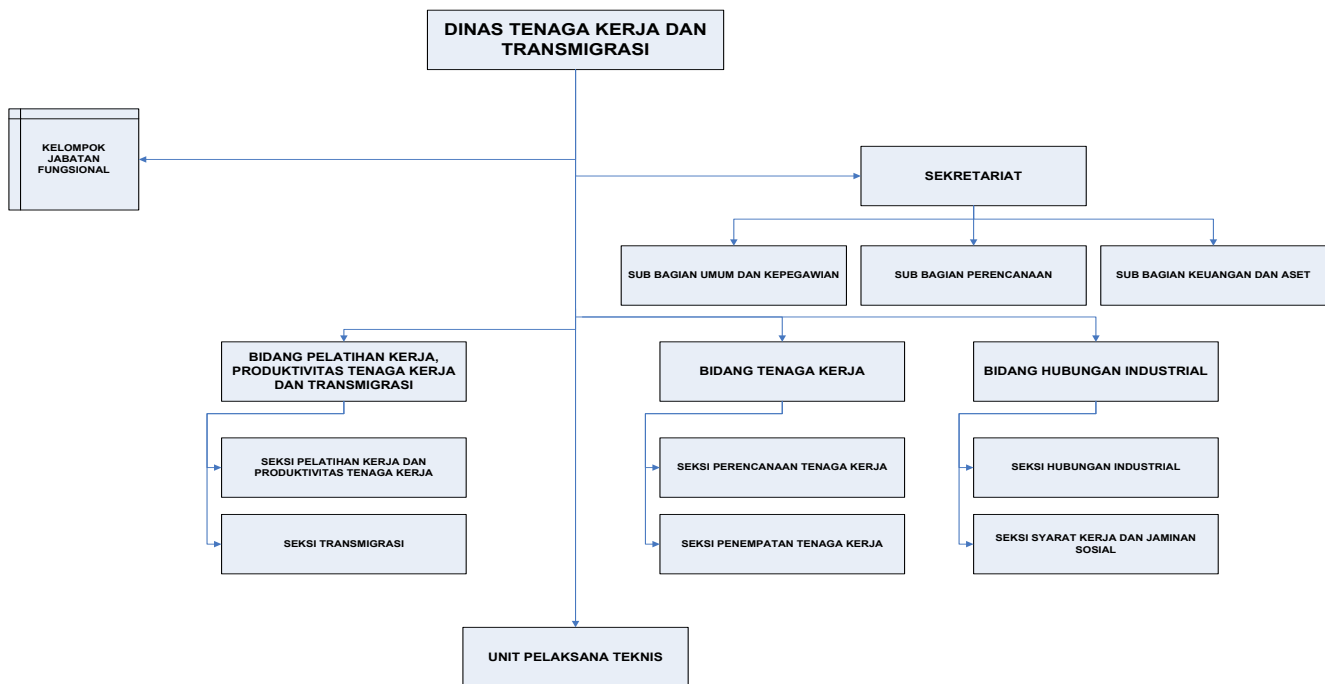 DINAS TENAGA KERJA DAN
TRANSMIGRASI
KELOMPOK
JABATAN
FUNGSIONAL
SEKRETARIAT
SUB BAGIAN UMUM DAN KEPEGAWIAN
SUB BAGIAN PERENCANAAN
SUB BAGIAN KEUANGAN DAN ASET
BIDANG PELATIHAN KERJA,
PRODUKTIVITAS TENAGA KERJA
DAN TRANSMIGRASI
BIDANG TENAGA KERJA
BIDANG HUBUNGAN INDUSTRIAL
SEKSI PELATIHAN KERJA DAN
PRODUKTIVITAS TENAGA KERJA
SEKSI PERENCANAAN TENAGA KERJA
SEKSI HUBUNGAN INDUSTRIAL
SEKSI TRANSMIGRASI
SEKSI PENEMPATAN TENAGA KERJA
SEKSI SYARAT KERJA DAN JAMINAN
SOSIAL
UNIT PELAKSANA TEKNIS